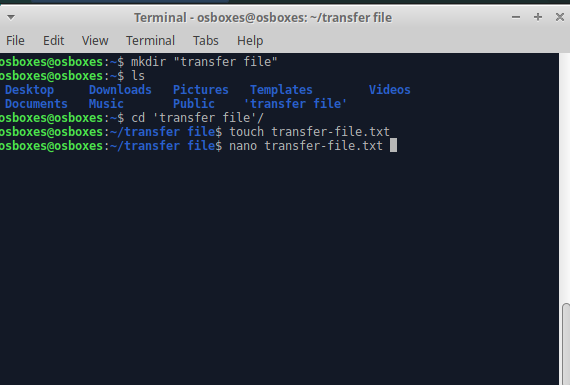 Terminal - osboxes@osboxes: ~/transfer file
File Edit View Terminal Tabs Help
osboxes@osboxes:~$ mkdir "transfer file"
osboxes@osboxes:~$ ls
Desktop Downloads Pictures Templates Videos
Documents Music Public 'transfer file'
osboxes@osboxes:~$ cd 'transfer file'/
osboxes@osboxes:~/transfer file$ touch transfer-file.txt
osboxes@osboxes:~/transfer file$ nano transfer-file.txt